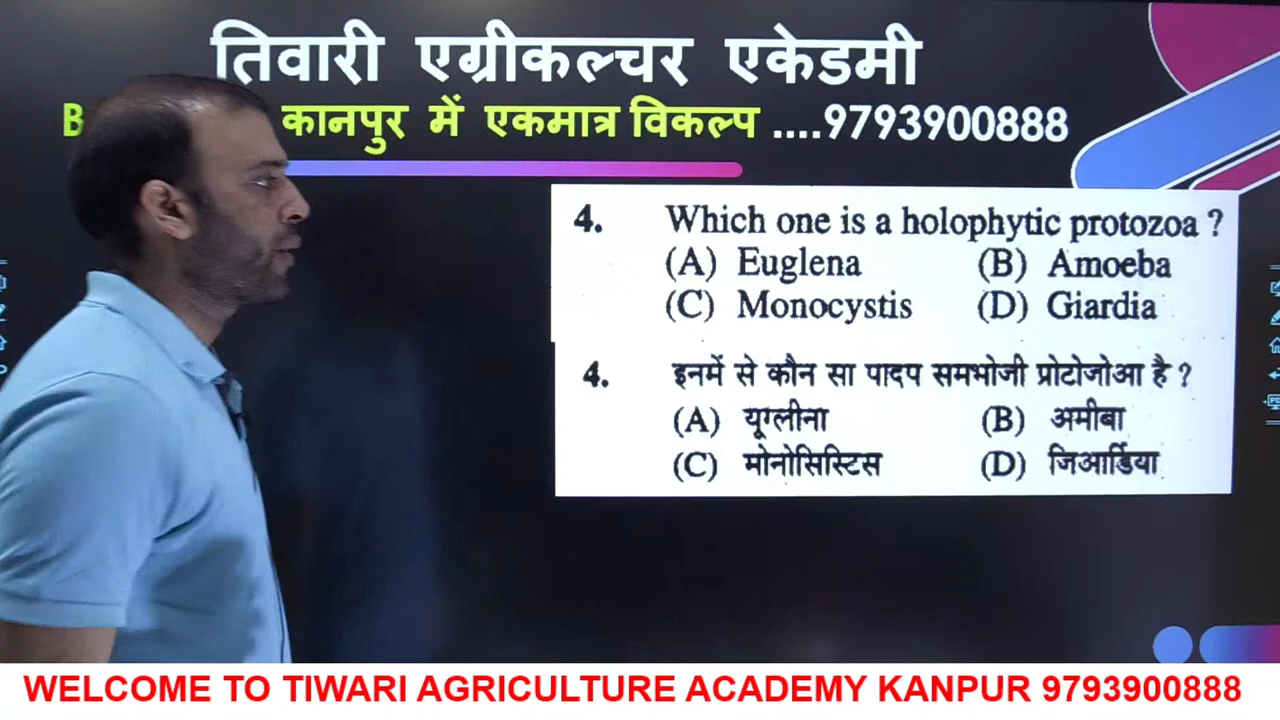 तिवारी एग्रीकल्चर एकेडमी
कानपुर में एकमात्र विकल्प ....9793900888
4. Which one is a holophytic protozoa ?
(A) Euglena (B) Amoeba
(C) Monocystis (D) Giardia
4. इनमें से कौन सा पादप समभोजी प्रोटोजोआ है ?
(A) यूग्लीना (B) अमीबा
(C) मोनोसिस्टिस (D) जिआर्डिया
WELCOME TO TIWARI AGRICULTURE ACADEMY KANPUR 9793900888